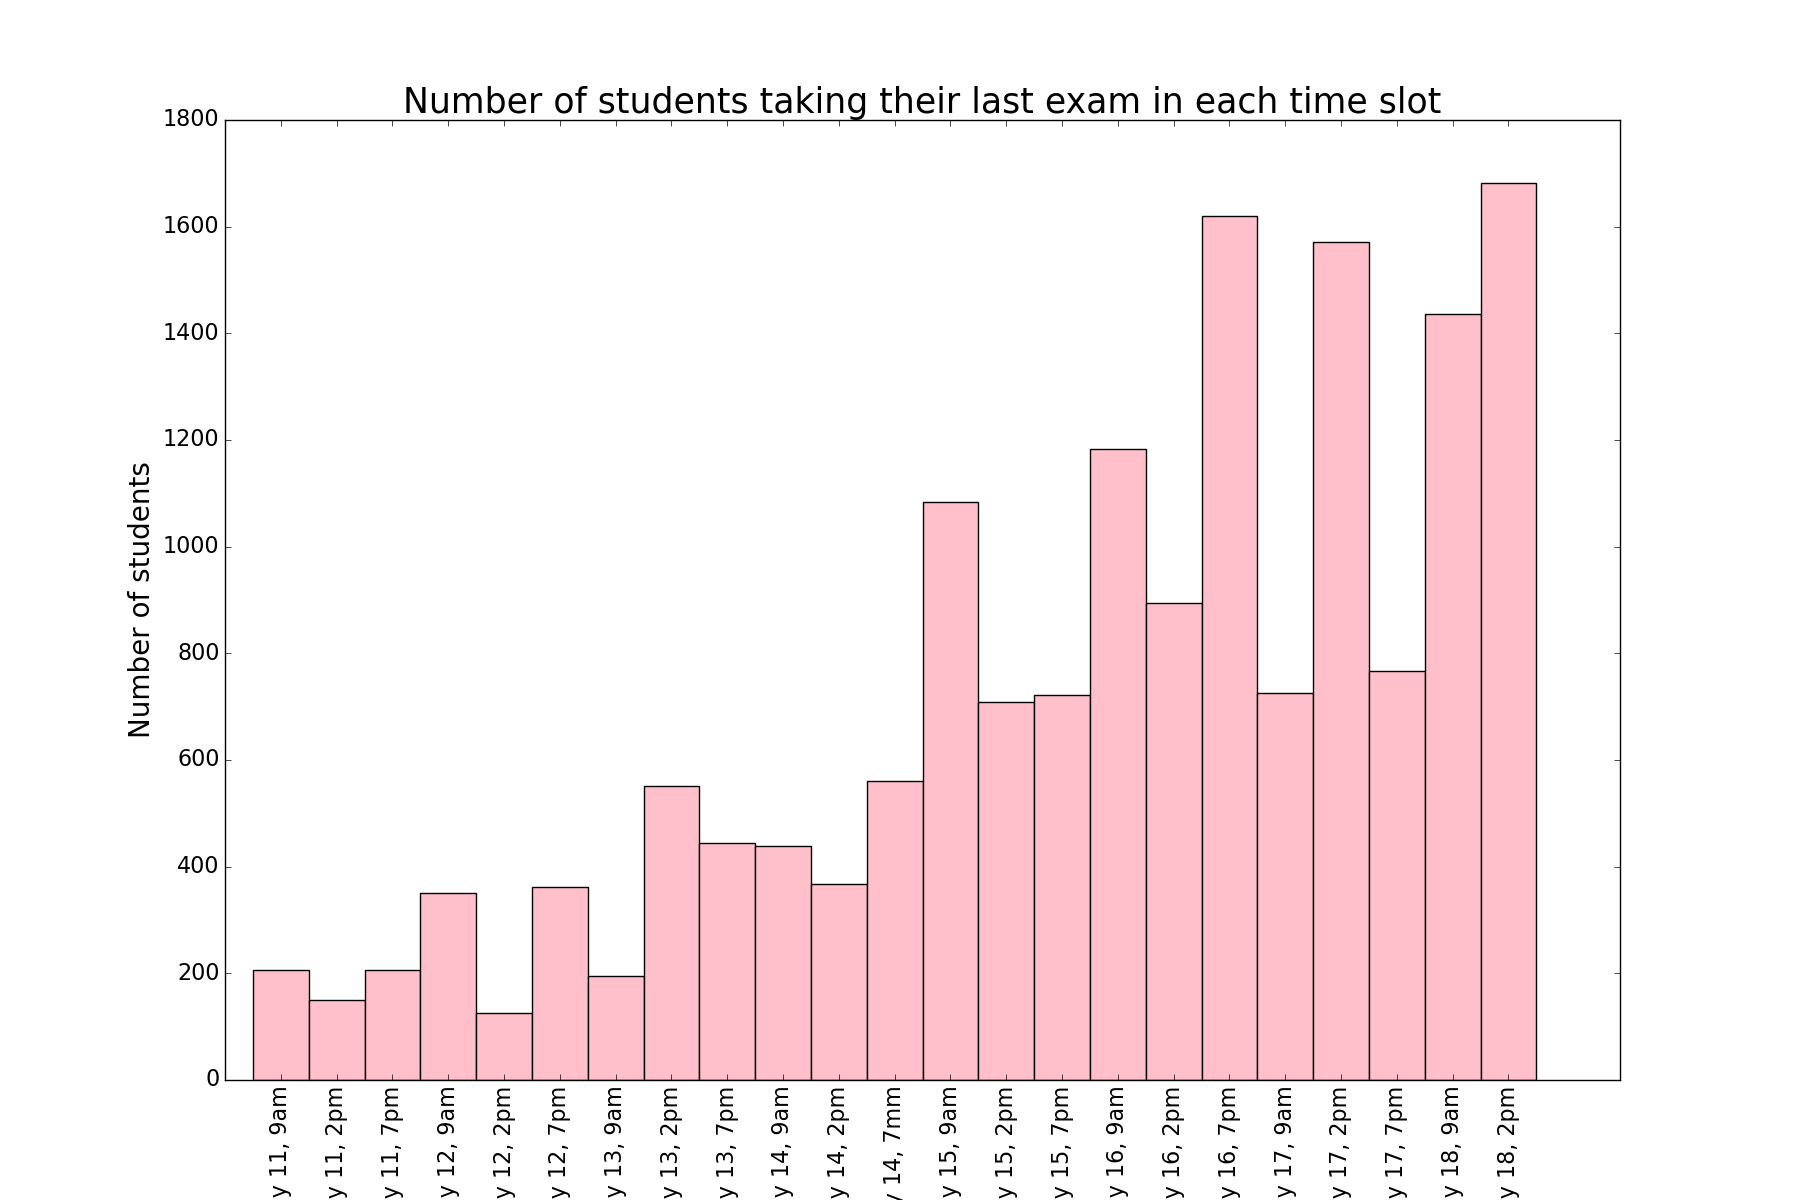 Number of students taking their last exam in each time slot
1800
1600
1400
1200
1000
800
600
400
200
0
Number of students
y 11, 9am
y 11, 2pm
y 11, 7pm
y 12, 9am
y 12, 2pm
y 12, 7pm
y 13, 9am
y 13, 2pm
y 13, 7pm
y 14, 9am
y 14, 2pm
y 14, 7mm
y 15, 9am
y 15, 2pm
y 15, 7pm
y 16, 9am
y 16, 2pm
y 16, 7pm
y 17, 9am
y 17, 2pm
y 17, 7pm
y 18, 9am
y 18, 2pm